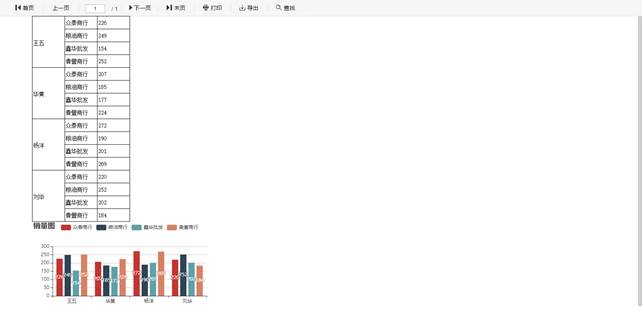 首页 上一页 1 / 1 下一页 末页 打印 导出 查找
众泰商行 226
粮油商行 249
王五
鑫华批发 154
香馨商行 252
众泰商行 207
粮油商行 185
华黄
鑫华批发 177
香馨商行 224
众泰商行 272
粮油商行 190
杨洋
鑫华批发 201
香馨商行 269
众泰商行 220
粮油商行 252
刘华
鑫华批发 202
香馨商行 184
销量图 众泰商行 粮油商行 鑫华批发 香馨商行
300
250
200
150
100
50
0
王五 华黄 杨洋 刘华